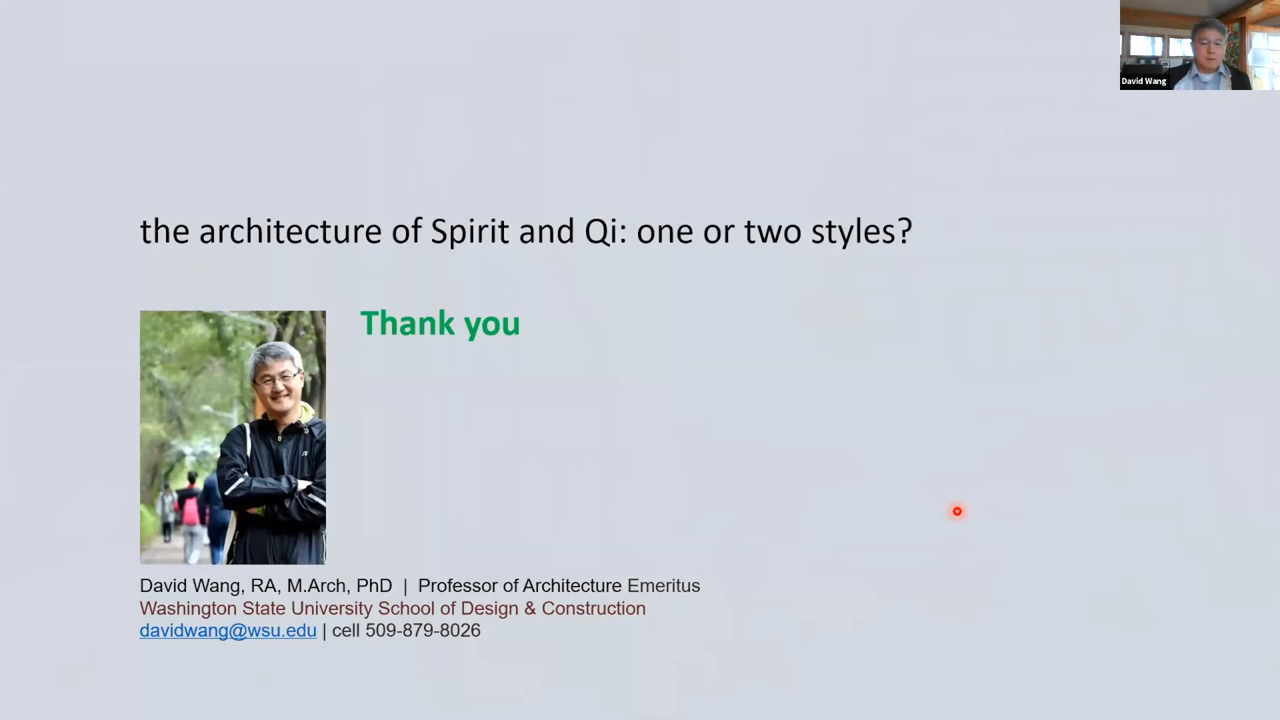 David Wang
the architecture of Spirit and Qi: one or two styles?
Thank you
David Wang, RA, M.Arch, PhD | Professor of Architecture Emeritus
Washington State University School of Design & Construction
davidwang@wsu.edu | cell 509-879-8026